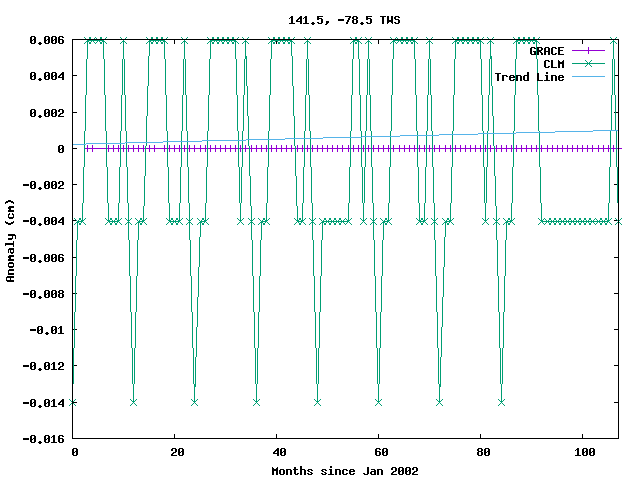 141.5, -78.5 TWS
GRACE
CLM
Trend Line
0.006
0.004
0.002
0
-0.002
-0.004
-0.006
-0.008
-0.01
-0.012
-0.014
-0.016
Anomaly (cm)
0 20 40 60 80 100
Months since Jan 2002